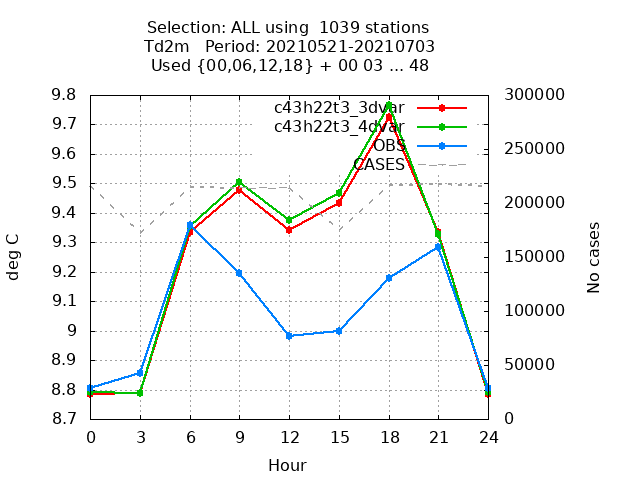 Selection: ALL using  1039 stations
Td2m   Period: 20210521-20210703
Used {00,06,12,18} + 00 03 ... 48
c43h22t3_3dvar
c43h22t3_4dvar
OBS
CASES
9.8
9.7
9.6
9.5
9.4
9.3
9.2
9.1
9
8.9
8.8
8.7
deg C
300000
250000
200000
150000
100000
50000
0
No cases
0 3 6 9 12 15 18 21 24
Hour